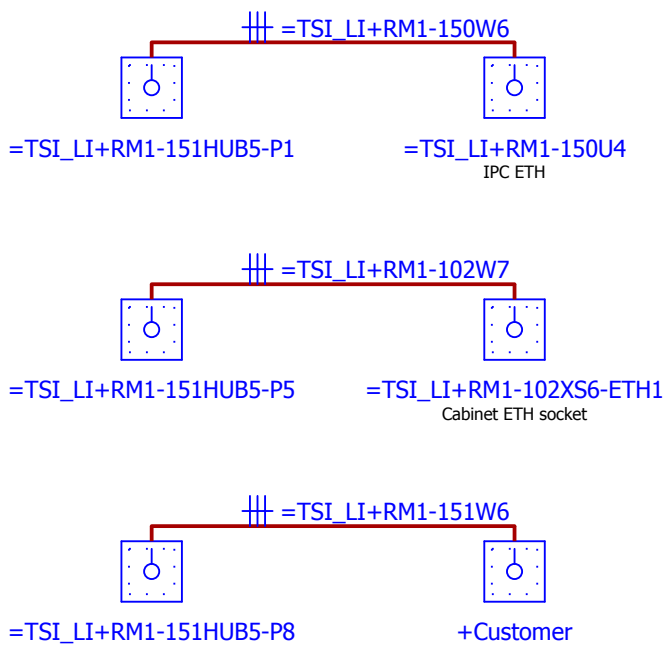 =TSI_LI+RM1-150W6
=TSI_LI+RM1-151HUB5-P1
=TSI_LI+RM1-150U4
IPC ETH
=TSI_LI+RM1-102W7
=TSI_LI+RM1-151HUB5-P5
=TSI_LI+RM1-102XS6-ETH1
Cabinet ETH socket
=TSI_LI+RM1-151W6
=TSI_LI+RM1-151HUB5-P8
+Customer